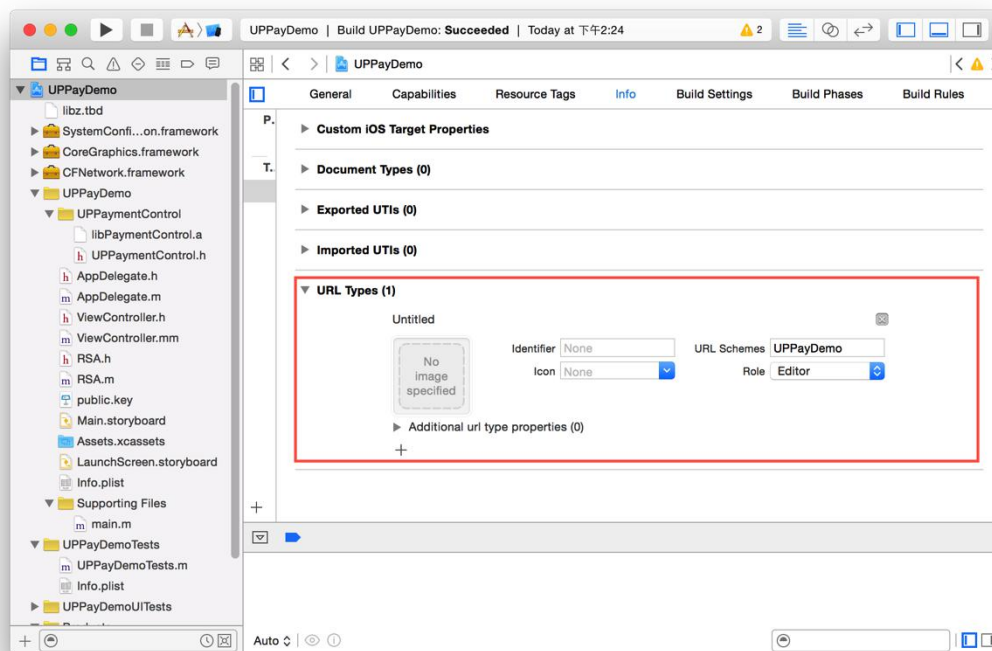 UPPayDemo | Build UPPayDemo: Succeeded | Today at 下午2:24
2
UPPayDemo
General Capabilities Resource Tags Info Build Settings Build Phases Build Rules
UPPayDemo
libz.tbd
SystemConfi...on.framework
CoreGraphics.framework
CFNetwork.framework
UPPayDemo
UPPaymentControl
libPaymentControl.a
h UPPaymentControl.h
h AppDelegate.h
m AppDelegate.m
h ViewController.h
m ViewController.mm
h RSA.h
m RSA.m
public.key
Main.storyboard
Assets.xcassets
LaunchScreen.storyboard
Info.plist
Supporting Files
m main.m
UPPayDemoTests
m UPPayDemoTests.m
Info.plist
UPPayDemoUITests
P.
T..
Custom iOS Target Properties
Document Types (0)
Exported UTIs (0)
Imported UTIs (0)
URL Types (1)
Untitled
No
image
specified
Identifier None URL Schemes UPPayDemo
Icon None Role Editor
Additional url type properties (0)
Auto